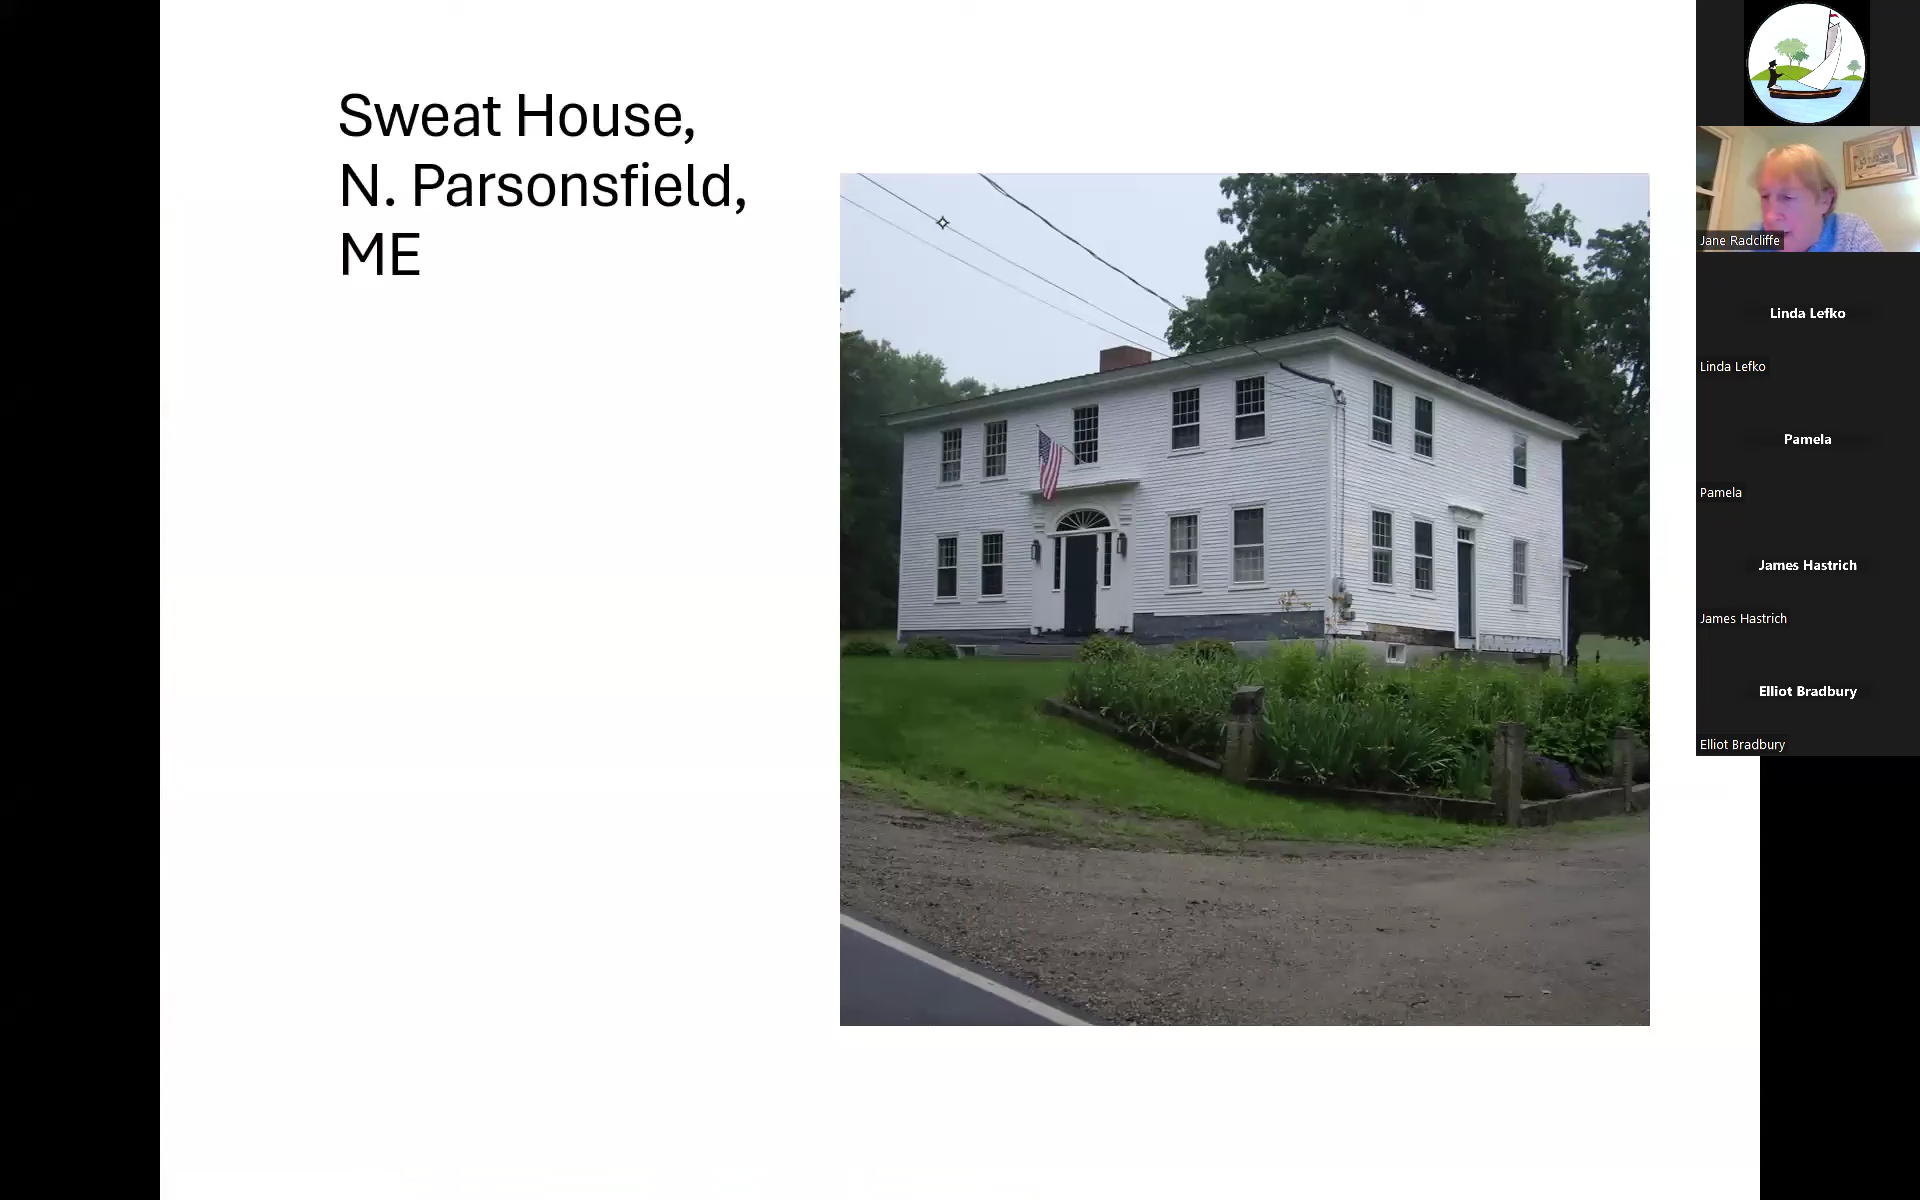 Sweat House,
N. Parsonsfield,
ME
Jane Radcliffe
Linda Lefko
Linda Lefko
Pamela
Pamela
James Hastrich
James Hastrich
Elliot Bradbury
Elliot Bradbury